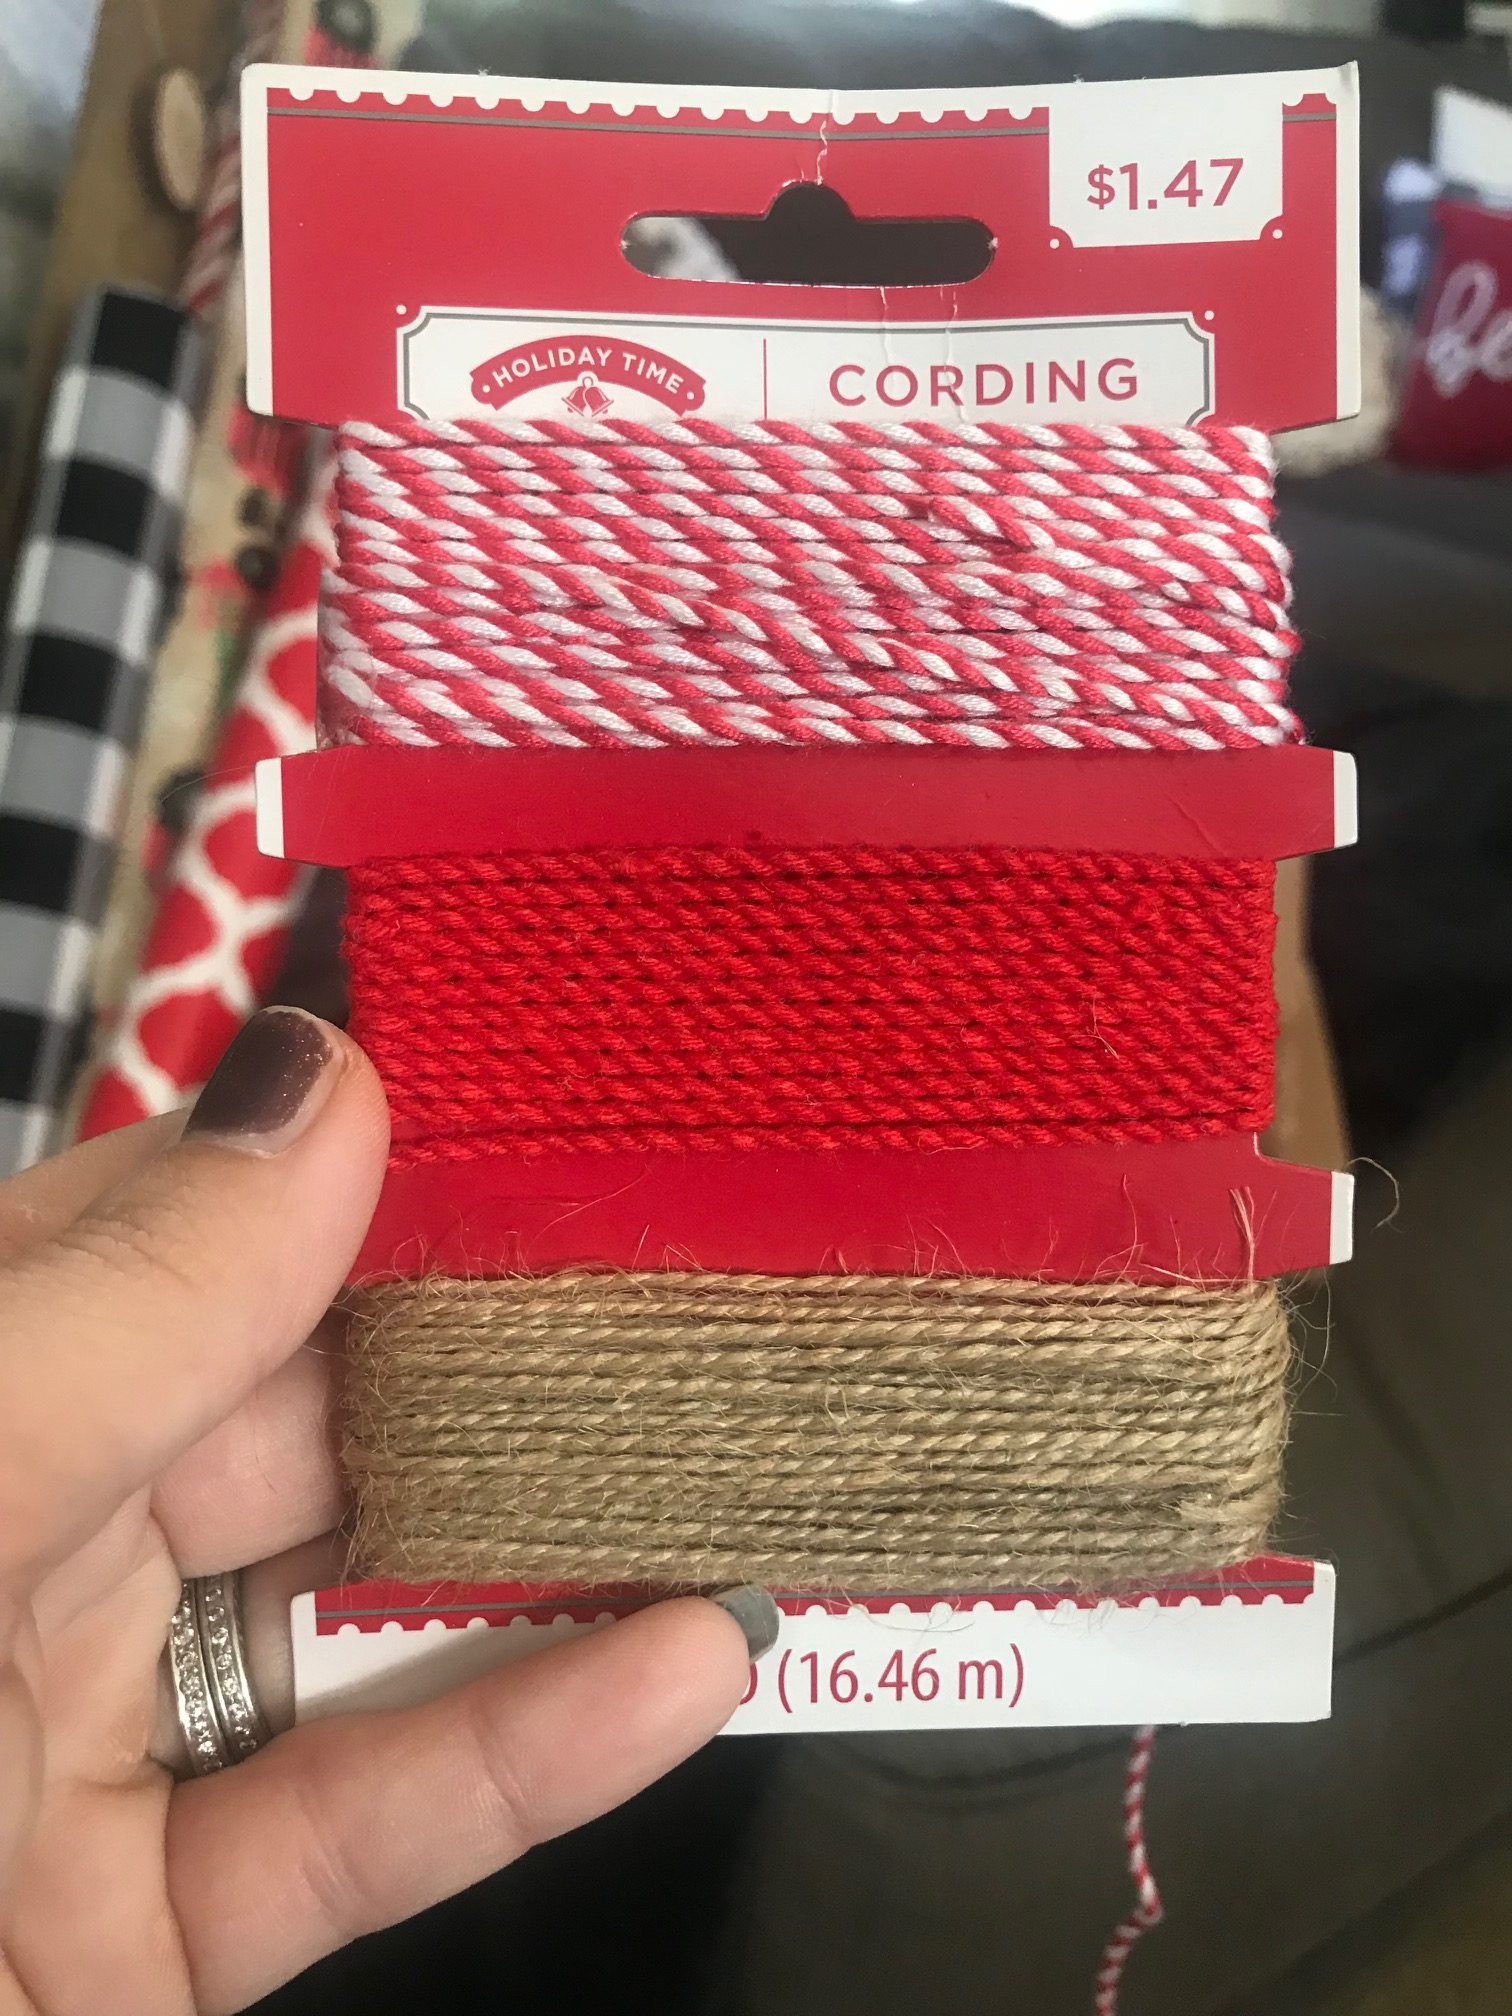 $1.47
HOLIDAY TIME
CORDING
(16.46 m)